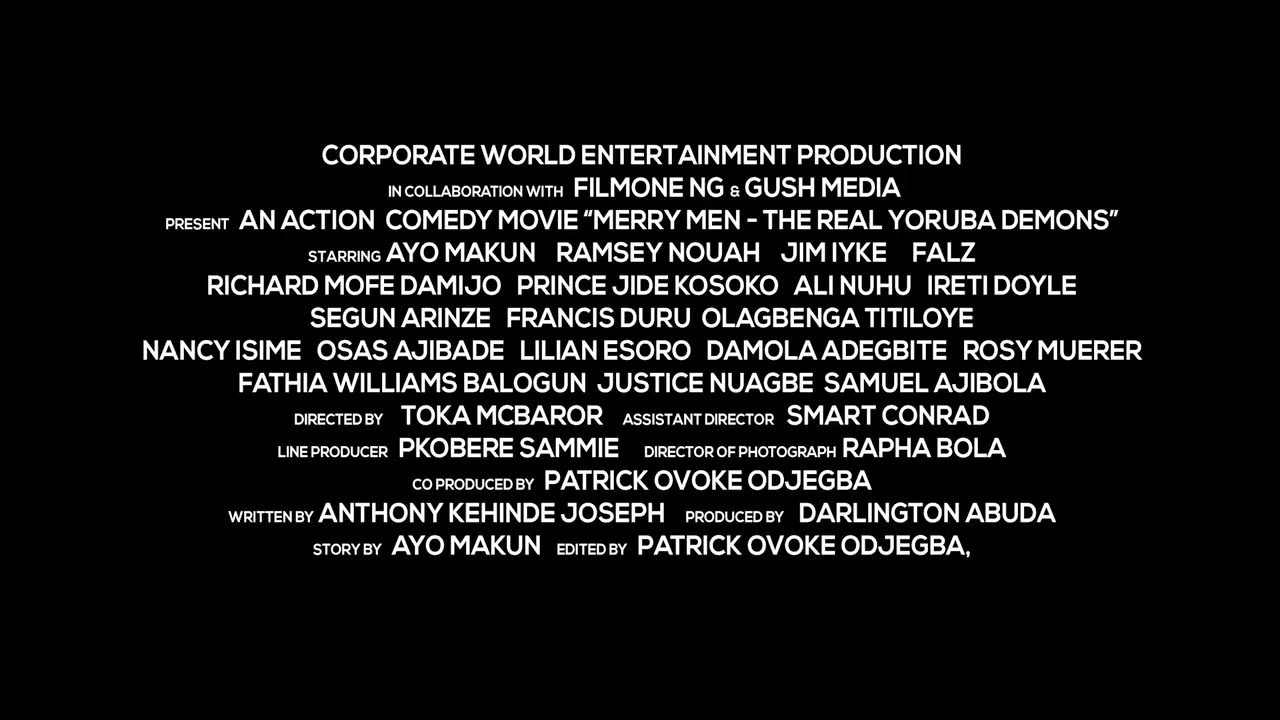 CORPORATE WORLD ENTERTAINMENT PRODUCTION
IN COLLABORATION WITH FILMONE NG & GUSH MEDIA
PRESENT AN ACTION COMEDY MOVIE “MERRY MEN - THE REAL YORUBA DEMONS”
STARRING AYO MAKUN RAMSEY NOUAH JIM IYKE FALZ
RICHARD MOFE DAMIJO PRINCE JIDE KOSOKO ALI NUHU IRETI DOYLE
SEGUN ARINZE FRANCIS DURU OLAGBENGA TITILOYE
NANCY ISIME OSAS AJIBADE LILIAN ESORO DAMOLA ADEGBITE ROSY MUERER
FATHIA WILLIAMS BALOGUN JUSTICE NUAGBE SAMUEL AJIBOLA
DIRECTED BY TOKA MCBAROR ASSISTANT DIRECTOR SMART CONRAD
LINE PRODUCER PKOBERE SAMMIE DIRECTOR OF PHOTOGRAPH RAPHA BOLA
CO PRODUCED BY PATRICK OVOKE ODJEGBA
WRITTEN BY ANTHONY KEHINDE JOSEPH PRODUCED BY DARLINGTON ABUDA
STORY BY AYO MAKUN EDITED BY PATRICK OVOKE ODJEGBA,